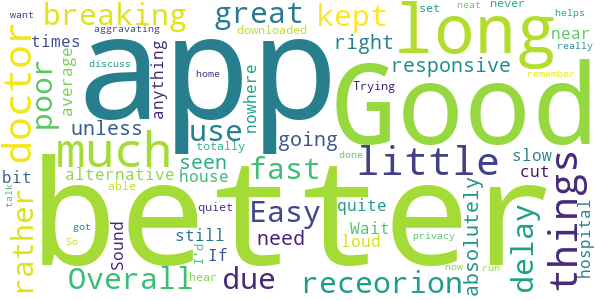 want
breaking
great
kept
long
set
never
neat
helps
aggravating
downloaded
near
really
times
app
right
discuss
home
responsive
doctor
poor
average
anything
nowhere
Trying
remember
Good
unless
use
going
much
seen
totally
done
little
slow
bit
alternative
house
fast
cut
able
quiet
Easy
quite
absolutely
delay
things
hospital
talk
rather
better
got
Sound
still
If
need
Wait
loud
So
I'd
hear
privacy
now
run
Overall
due
receorion